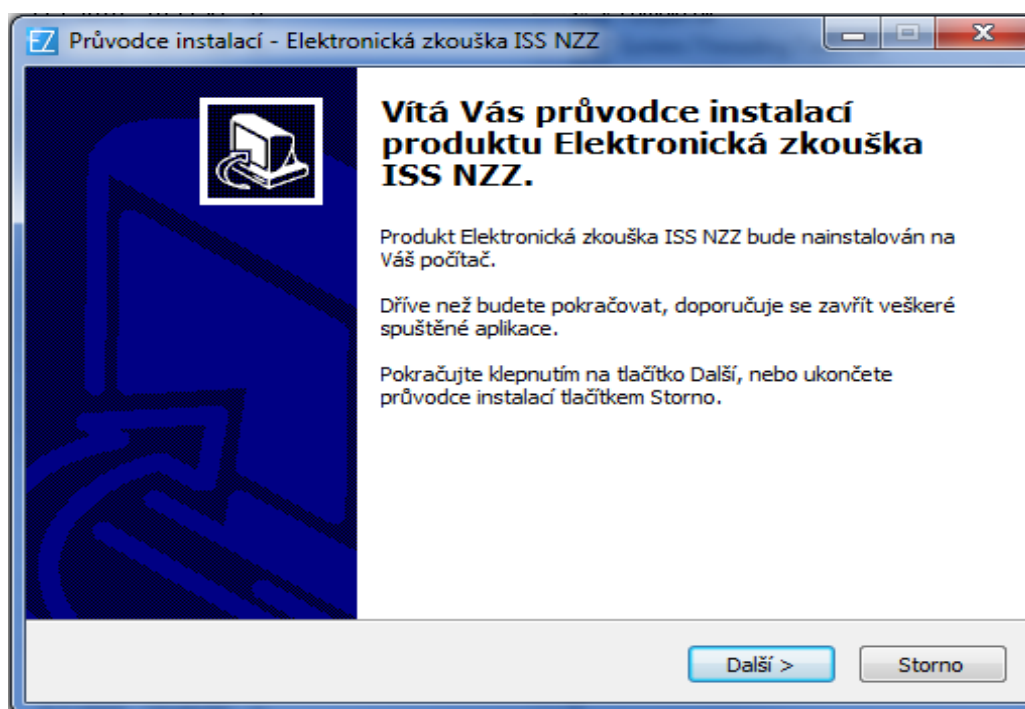 EZ Průvodce instalací - Elektronická zkouška ISS NZZ
Vítá Vás průvodce instalací
produktu Elektronická zkouška
ISS NZZ.
Produkt Elektronická zkouška ISS NZZ bude nainstalován na
Váš počítač.
Dříve než budete pokračovat, doporučuje se zavřít veškeré
spuštěné aplikace.
Pokračujte klepnutím na tlačítko Další, nebo ukončete
průvodce instalací tlačítkem Storno.
Další >
Storno